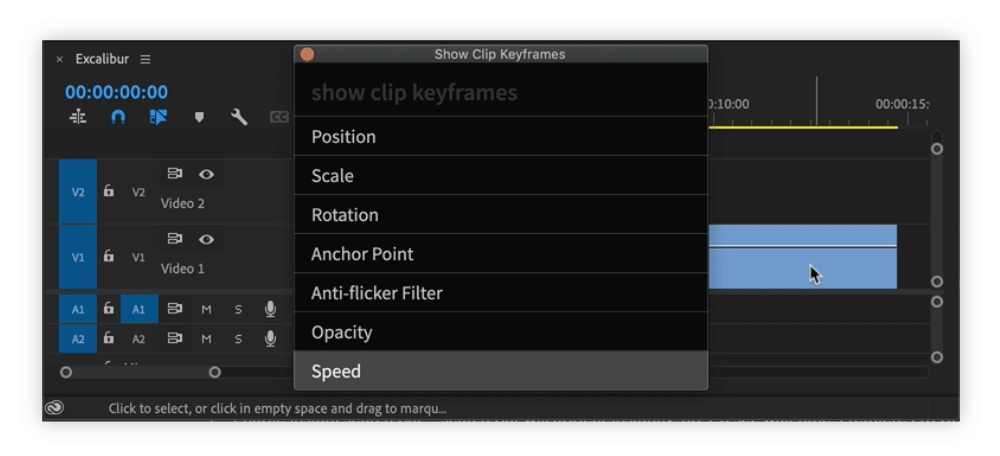 × Excalibur
Show Clip Keyframes
00:00:00:00
show clip keyframes
:10:00
00:00:15:
CC
Position
Scale
V2 V2
Video 2
Rotation
V1 V1
Video 1
Anchor Point
Anti-flicker Filter
A1 A1 M S
Opacity
A2 A2 M S
Speed
Click to select, or click in empty space and drag to marqu...